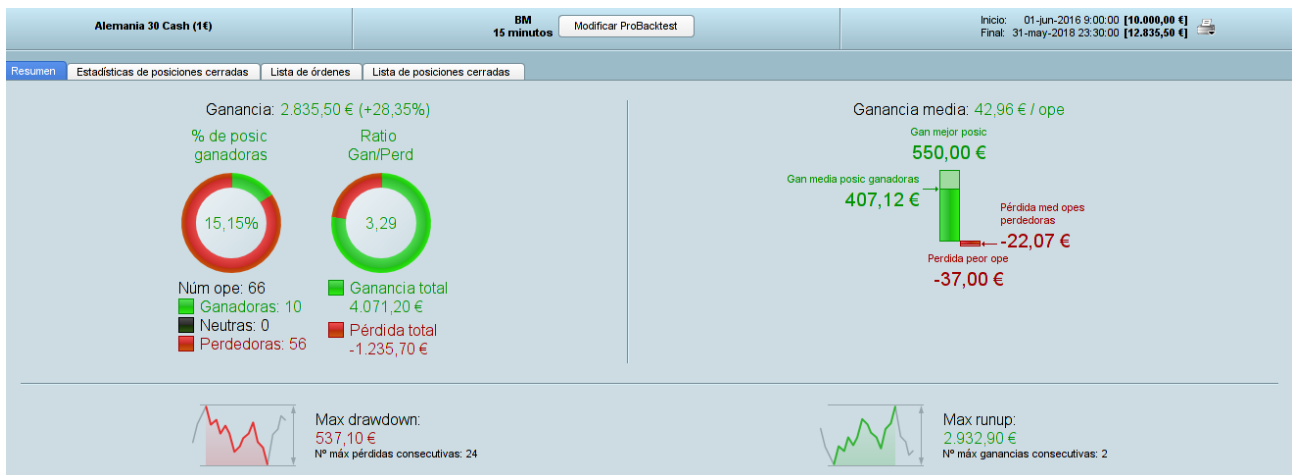 Alemania 30 Cash (1€)
BM
15 minutos
Modificar ProBacktest
Inicio: 01-jun-2016 9:00:00 [10.000,00 €]
Final: 31-may-2018 23:30:00 [12.835,50 €]
Resumen
Estadísticas de posiciones cerradas
Lista de órdenes
Lista de posiciones cerradas
Ganancia: 2.835,50 € (+28,35%)
% de posic
ganadoras
15,15%
Núm ope: 66
Ganadoras: 10
Neutras: 0
Perdedoras: 56
Ratio
Gan/Perd
3,29
Ganancia total
4.071,20 €
Pérdida total
-1.235,70 €
Ganancia media: 42,96 € / ope
Gan mejor posic
550,00 €
Gan media posic ganadoras
407,12 €
Pérdida med opes
perdedoras
-22,07 €
Perdida peor ope
-37,00 €
Max drawdown:
537,10 €
Nº máx pérdidas consecutivas: 24
Max runup:
2.932,90 €
Nº máx ganancias consecutivas: 2